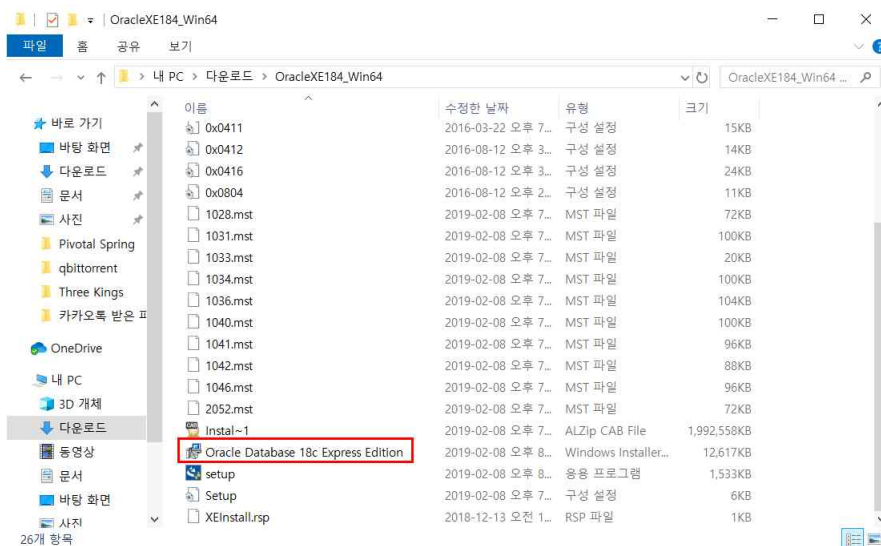 OracleXE184_Win64
파일 홈 공유 보기
내 PC > 다운로드 > OracleXE184_Win64
OracleXE184_Win64 ...
이름 수정한 날짜 유형 크기
0x0411 2016-03-22 오후 7... 구성 설정 15KB
0x0412 2016-08-12 오후 3... 구성 설정 14KB
0x0416 2016-08-12 오후 3... 구성 설정 24KB
0x0804 2016-08-12 오후 2... 구성 설정 11KB
1028.mst 2019-02-08 오후 7... MST 파일 72KB
1031.mst 2019-02-08 오후 7... MST 파일 100KB
1033.mst 2019-02-08 오후 7... MST 파일 20KB
1034.mst 2019-02-08 오후 7... MST 파일 100KB
1036.mst 2019-02-08 오후 7... MST 파일 104KB
1040.mst 2019-02-08 오후 7... MST 파일 100KB
1041.mst 2019-02-08 오후 7... MST 파일 96KB
1042.mst 2019-02-08 오후 7... MST 파일 88KB
1046.mst 2019-02-08 오후 7... MST 파일 96KB
2052.mst 2019-02-08 오후 7... MST 파일 72KB
Instal~1 2019-02-08 오후 7... ALZip CAB File 1,992,558KB
Oracle Database 18c Express Edition 2019-02-08 오후 8... Windows Installer... 12,617KB
setup 2019-02-08 오후 8... 응용 프로그램 1,533KB
Setup 2019-02-08 오후 7... 구성 설정 6KB
XEInstall.rsp 2018-12-13 오전 1... RSP 파일 1KB
바로 가기
바탕 화면
다운로드
문서
사진
Pivotal Spring
qbittorrent
Three Kings
카카오톡 받은 파
OneDrive
내 PC
3D 개체
다운로드
동영상
문서
바탕 화면
사진
26개 항목